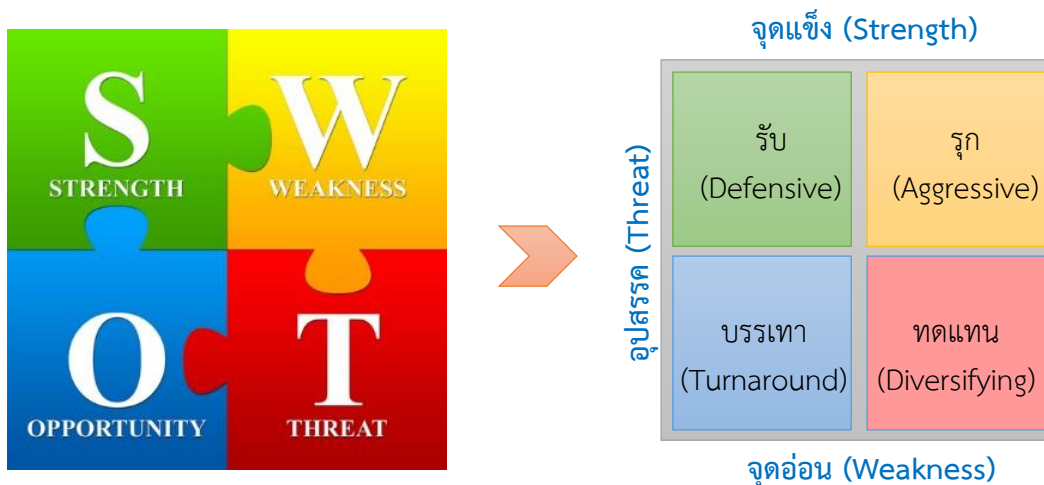 S
STRENGTH
W
WEAKNESS
O
OPPORTUNITY
T
THREAT
จุดแข็ง (Strength)
อุปสรรค (Threat)
รับ
(Defensive)
รุก
(Aggressive)
บรรเทา
(Turnaround)
ทดแทน
(Diversifying)
จุดอ่อน (Weakness)